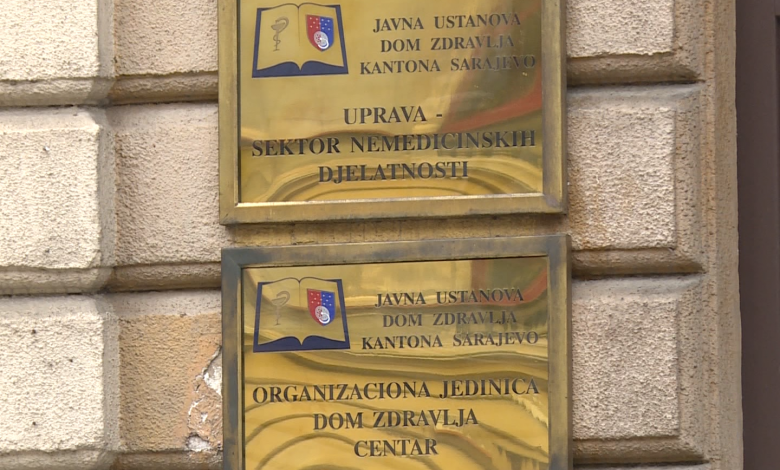 JAVNA USTANOVA
DOM ZDRAVLJA
KANTONA SARAJEVO
UPRAVA -
SEKTOR NEMEDICINSKIH
DJELATNOSTI
JAVNA USTANOVA
DOM ZDRAVLJA
KANTONA SARAJEVO
ORGANIZACIONA JEDINICA
DOM ZDRAVLJA
CENTAR